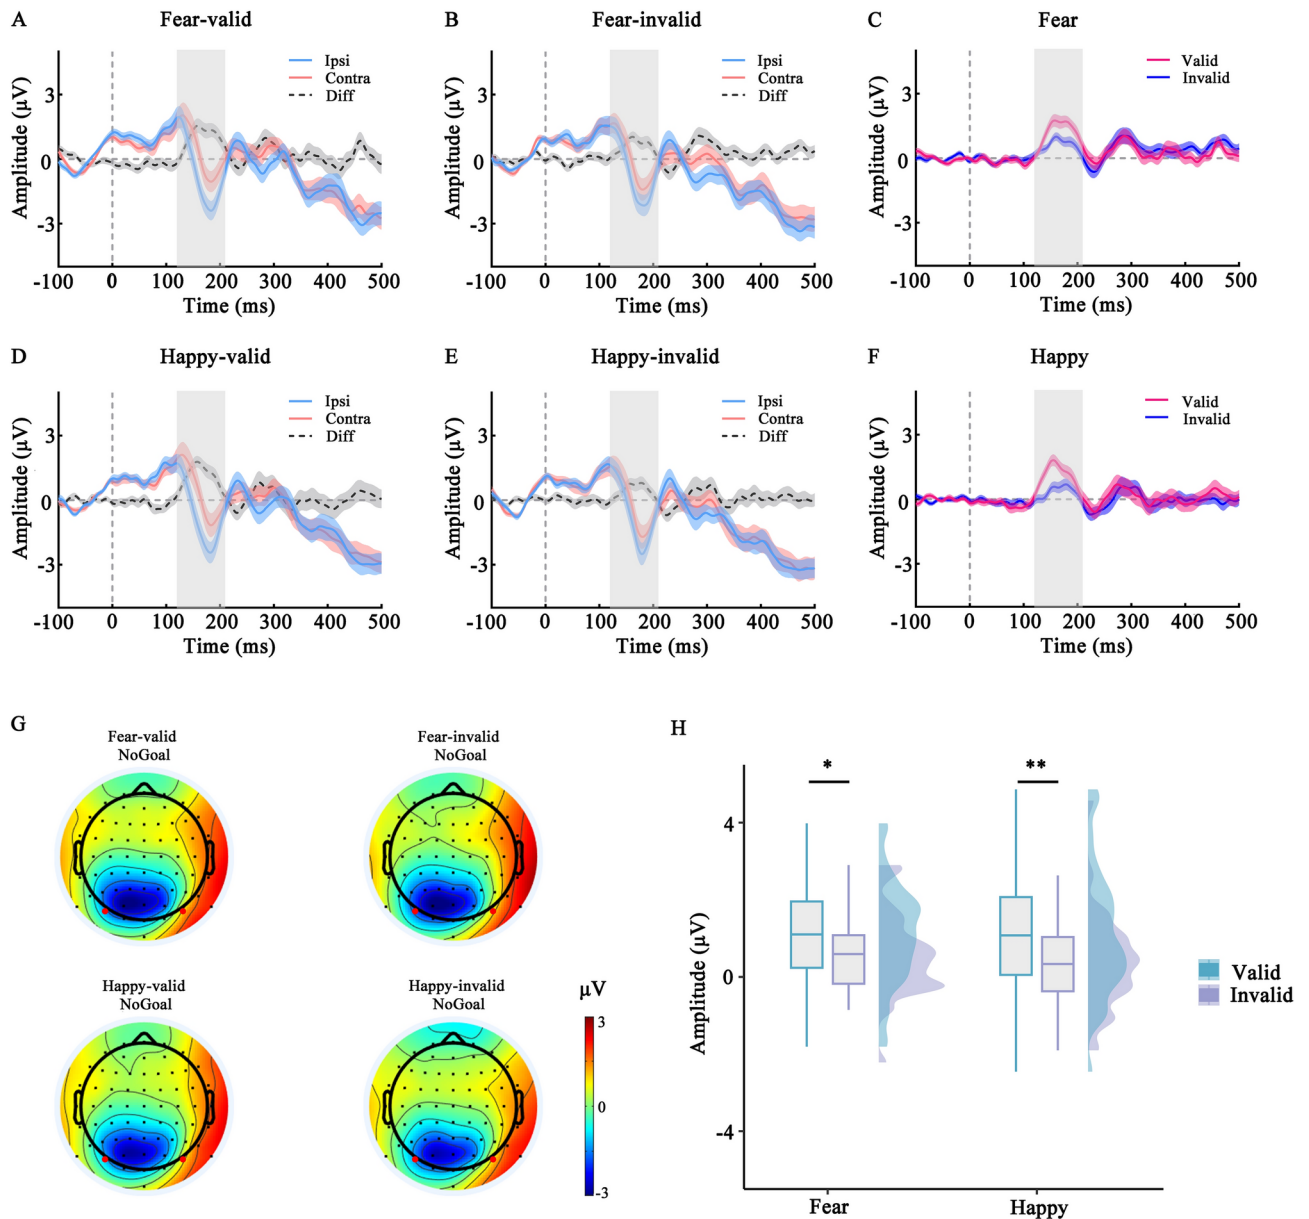 A
Fear-valid
Amplitude (μV)
3
0
-3
Ipsi
Contra
Diff
-100 0 100 200 300 400 500
Time (ms)
B
Fear-invalid
Amplitude (μV)
3
0
-3
Ipsi
Contra
Diff
-100 0 100 200 300 400 500
Time (ms)
C
Fear
Amplitude (μV)
3
0
-3
Valid
Invalid
-100 0 100 200 300 400 500
Time (ms)
D
Happy-valid
Amplitude (μV)
3
0
-3
Ipsi
Contra
Diff
-100 0 100 200 300 400 500
Time (ms)
E
Happy-invalid
Amplitude (μV)
3
0
-3
Ipsi
Contra
Diff
-100 0 100 200 300 400 500
Time (ms)
F
Happy
Amplitude (μV)
3
0
-3
Valid
Invalid
-100 0 100 200 300 400 500
Time (ms)
G
Fear-valid
NoGoal
Fear-invalid
NoGoal
Happy-valid
NoGoal
Happy-invalid
NoGoal
μV
3
0
-3
H
Amplitude (μV)
4
0
-4
*
**
Fear
Happy
Valid
Invalid